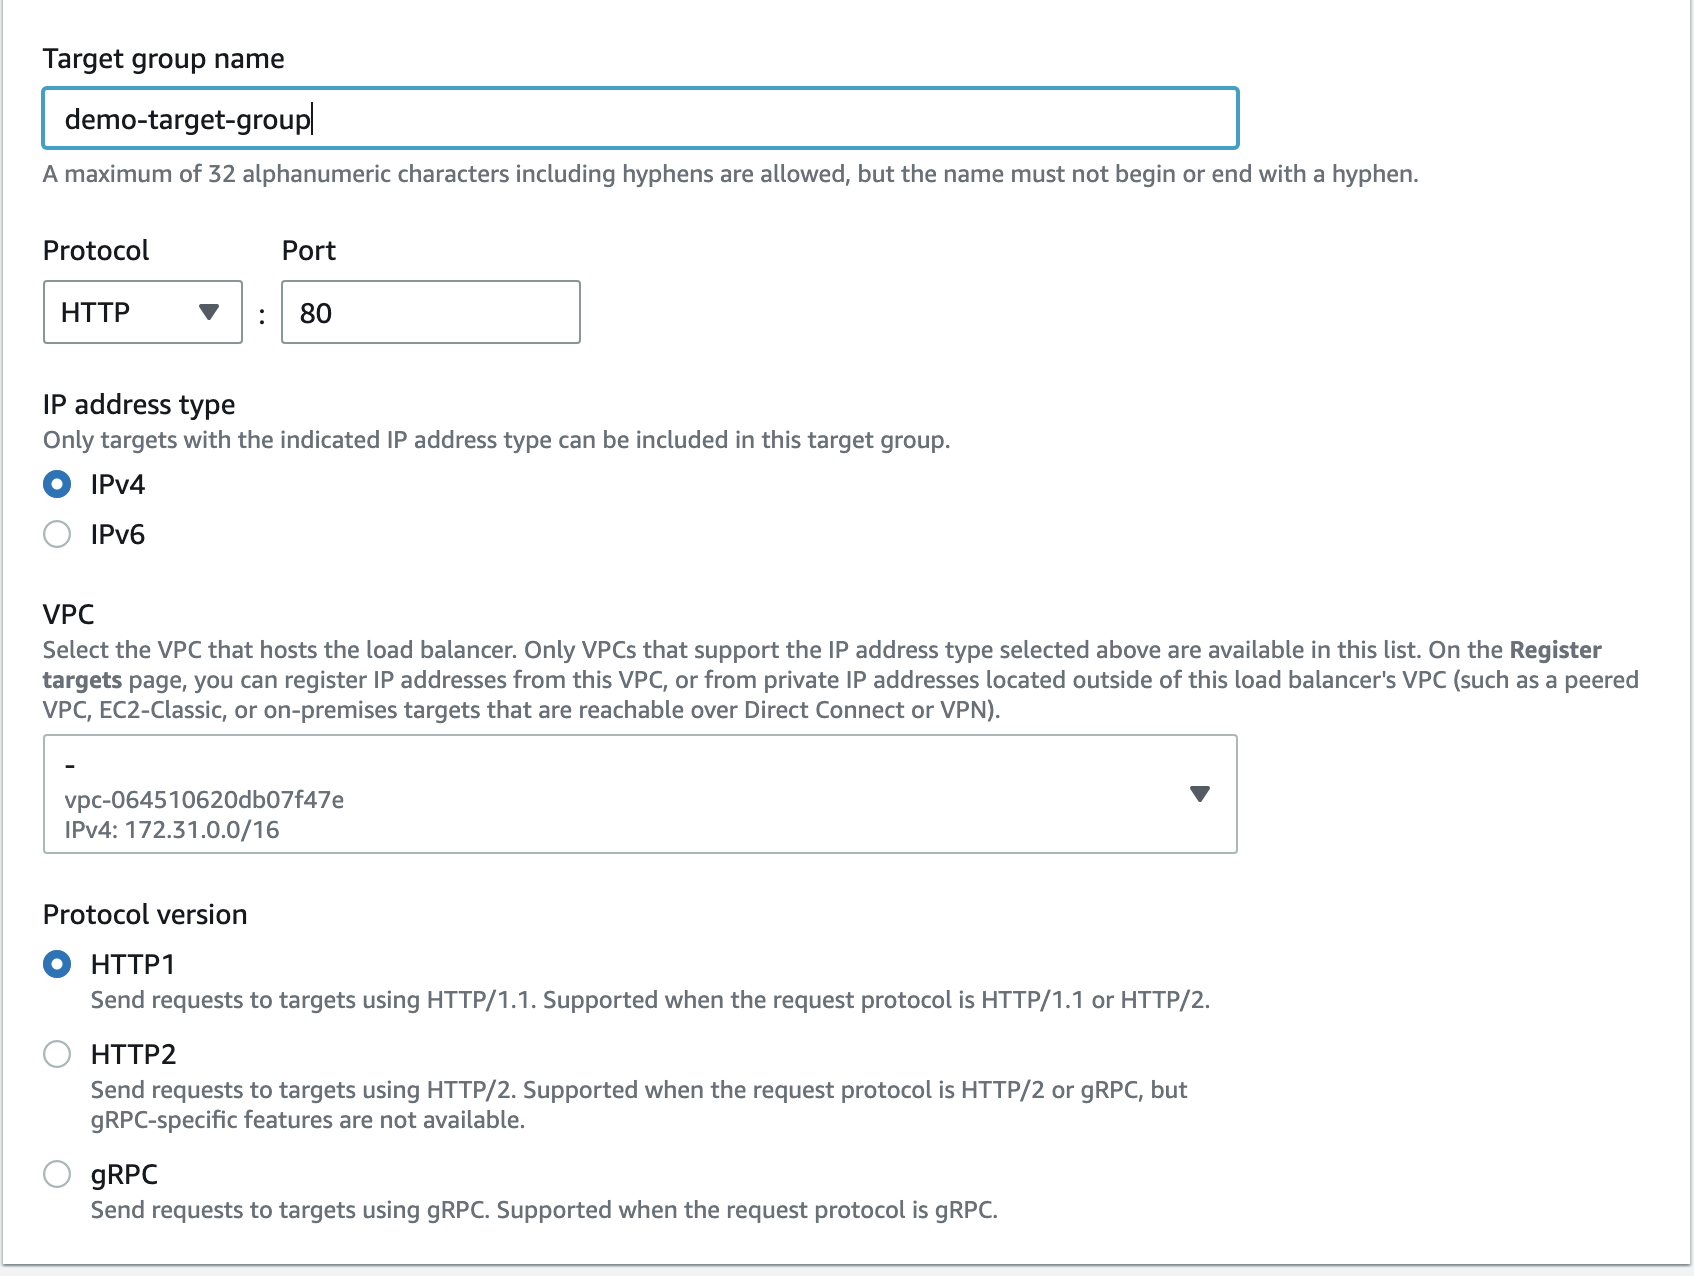 Target group name
demo-target-group
A maximum of 32 alphanumeric characters including hyphens are allowed, but the name must not begin or end with a hyphen.
Protocol Port
HTTP : 80
IP address type
Only targets with the indicated IP address type can be included in this target group.
IPv4
IPv6
VPC
Select the VPC that hosts the load balancer. Only VPCs that support the IP address type selected above are available in this list. On the Register
targets page, you can register IP addresses from this VPC, or from private IP addresses located outside of this load balancer's VPC (such as a peered
VPC, EC2-Classic, or on-premises targets that are reachable over Direct Connect or VPN).
-
vpc-064510620db07f47e
IPv4: 172.31.0.0/16
Protocol version
HTTP1
Send requests to targets using HTTP/1.1. Supported when the request protocol is HTTP/1.1 or HTTP/2.
HTTP2
Send requests to targets using HTTP/2. Supported when the request protocol is HTTP/2 or gRPC, but
gRPC-specific features are not available.
gRPC
Send requests to targets using gRPC. Supported when the request protocol is gRPC.